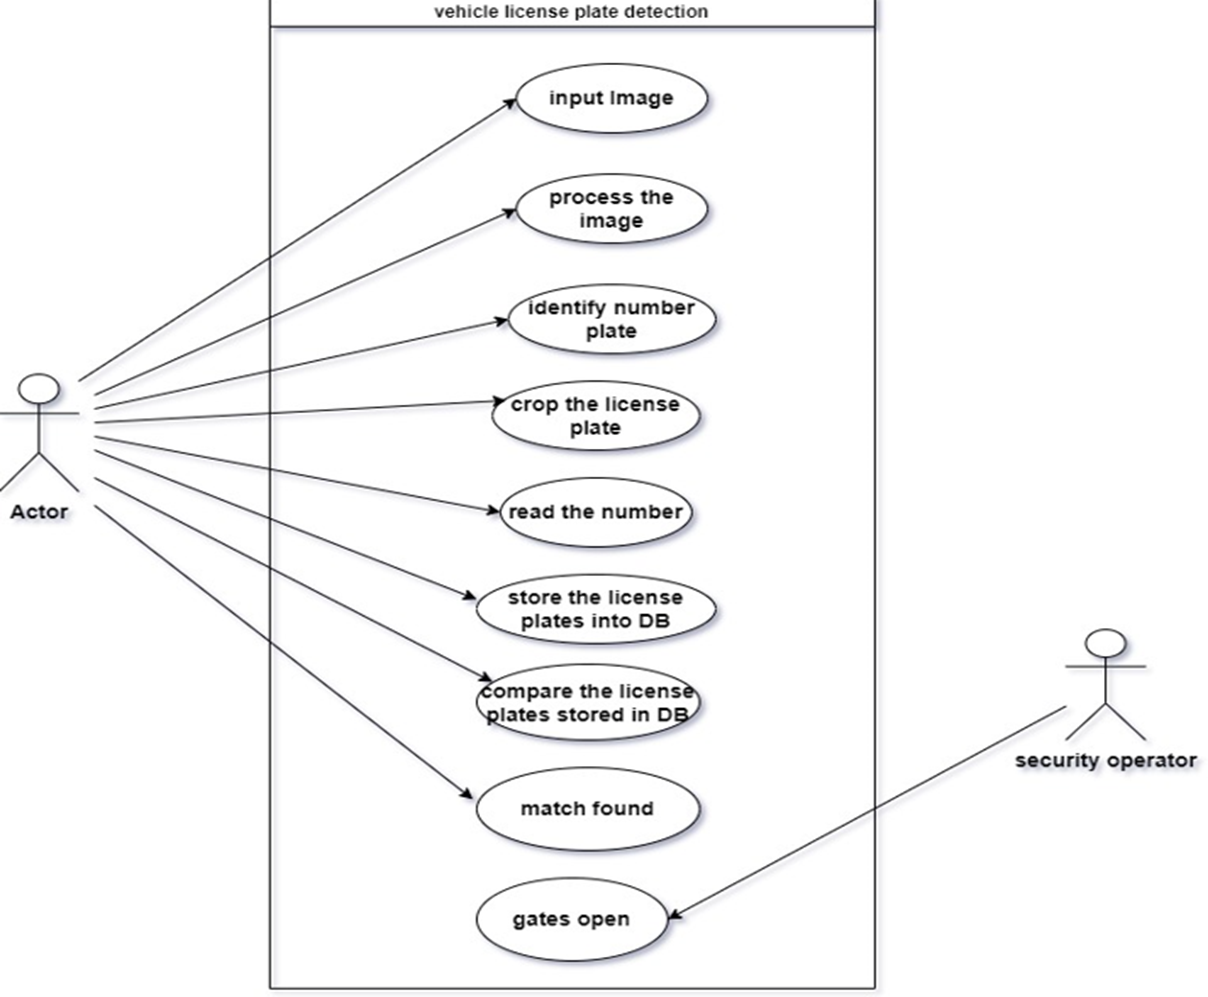 vehicle license plate detection
input Image
process the
image
identify number
plate
crop the license
plate
read the number
Actor
store the license
plates into DB
compare the license
plates stored in DB
security operator
match found
gates open